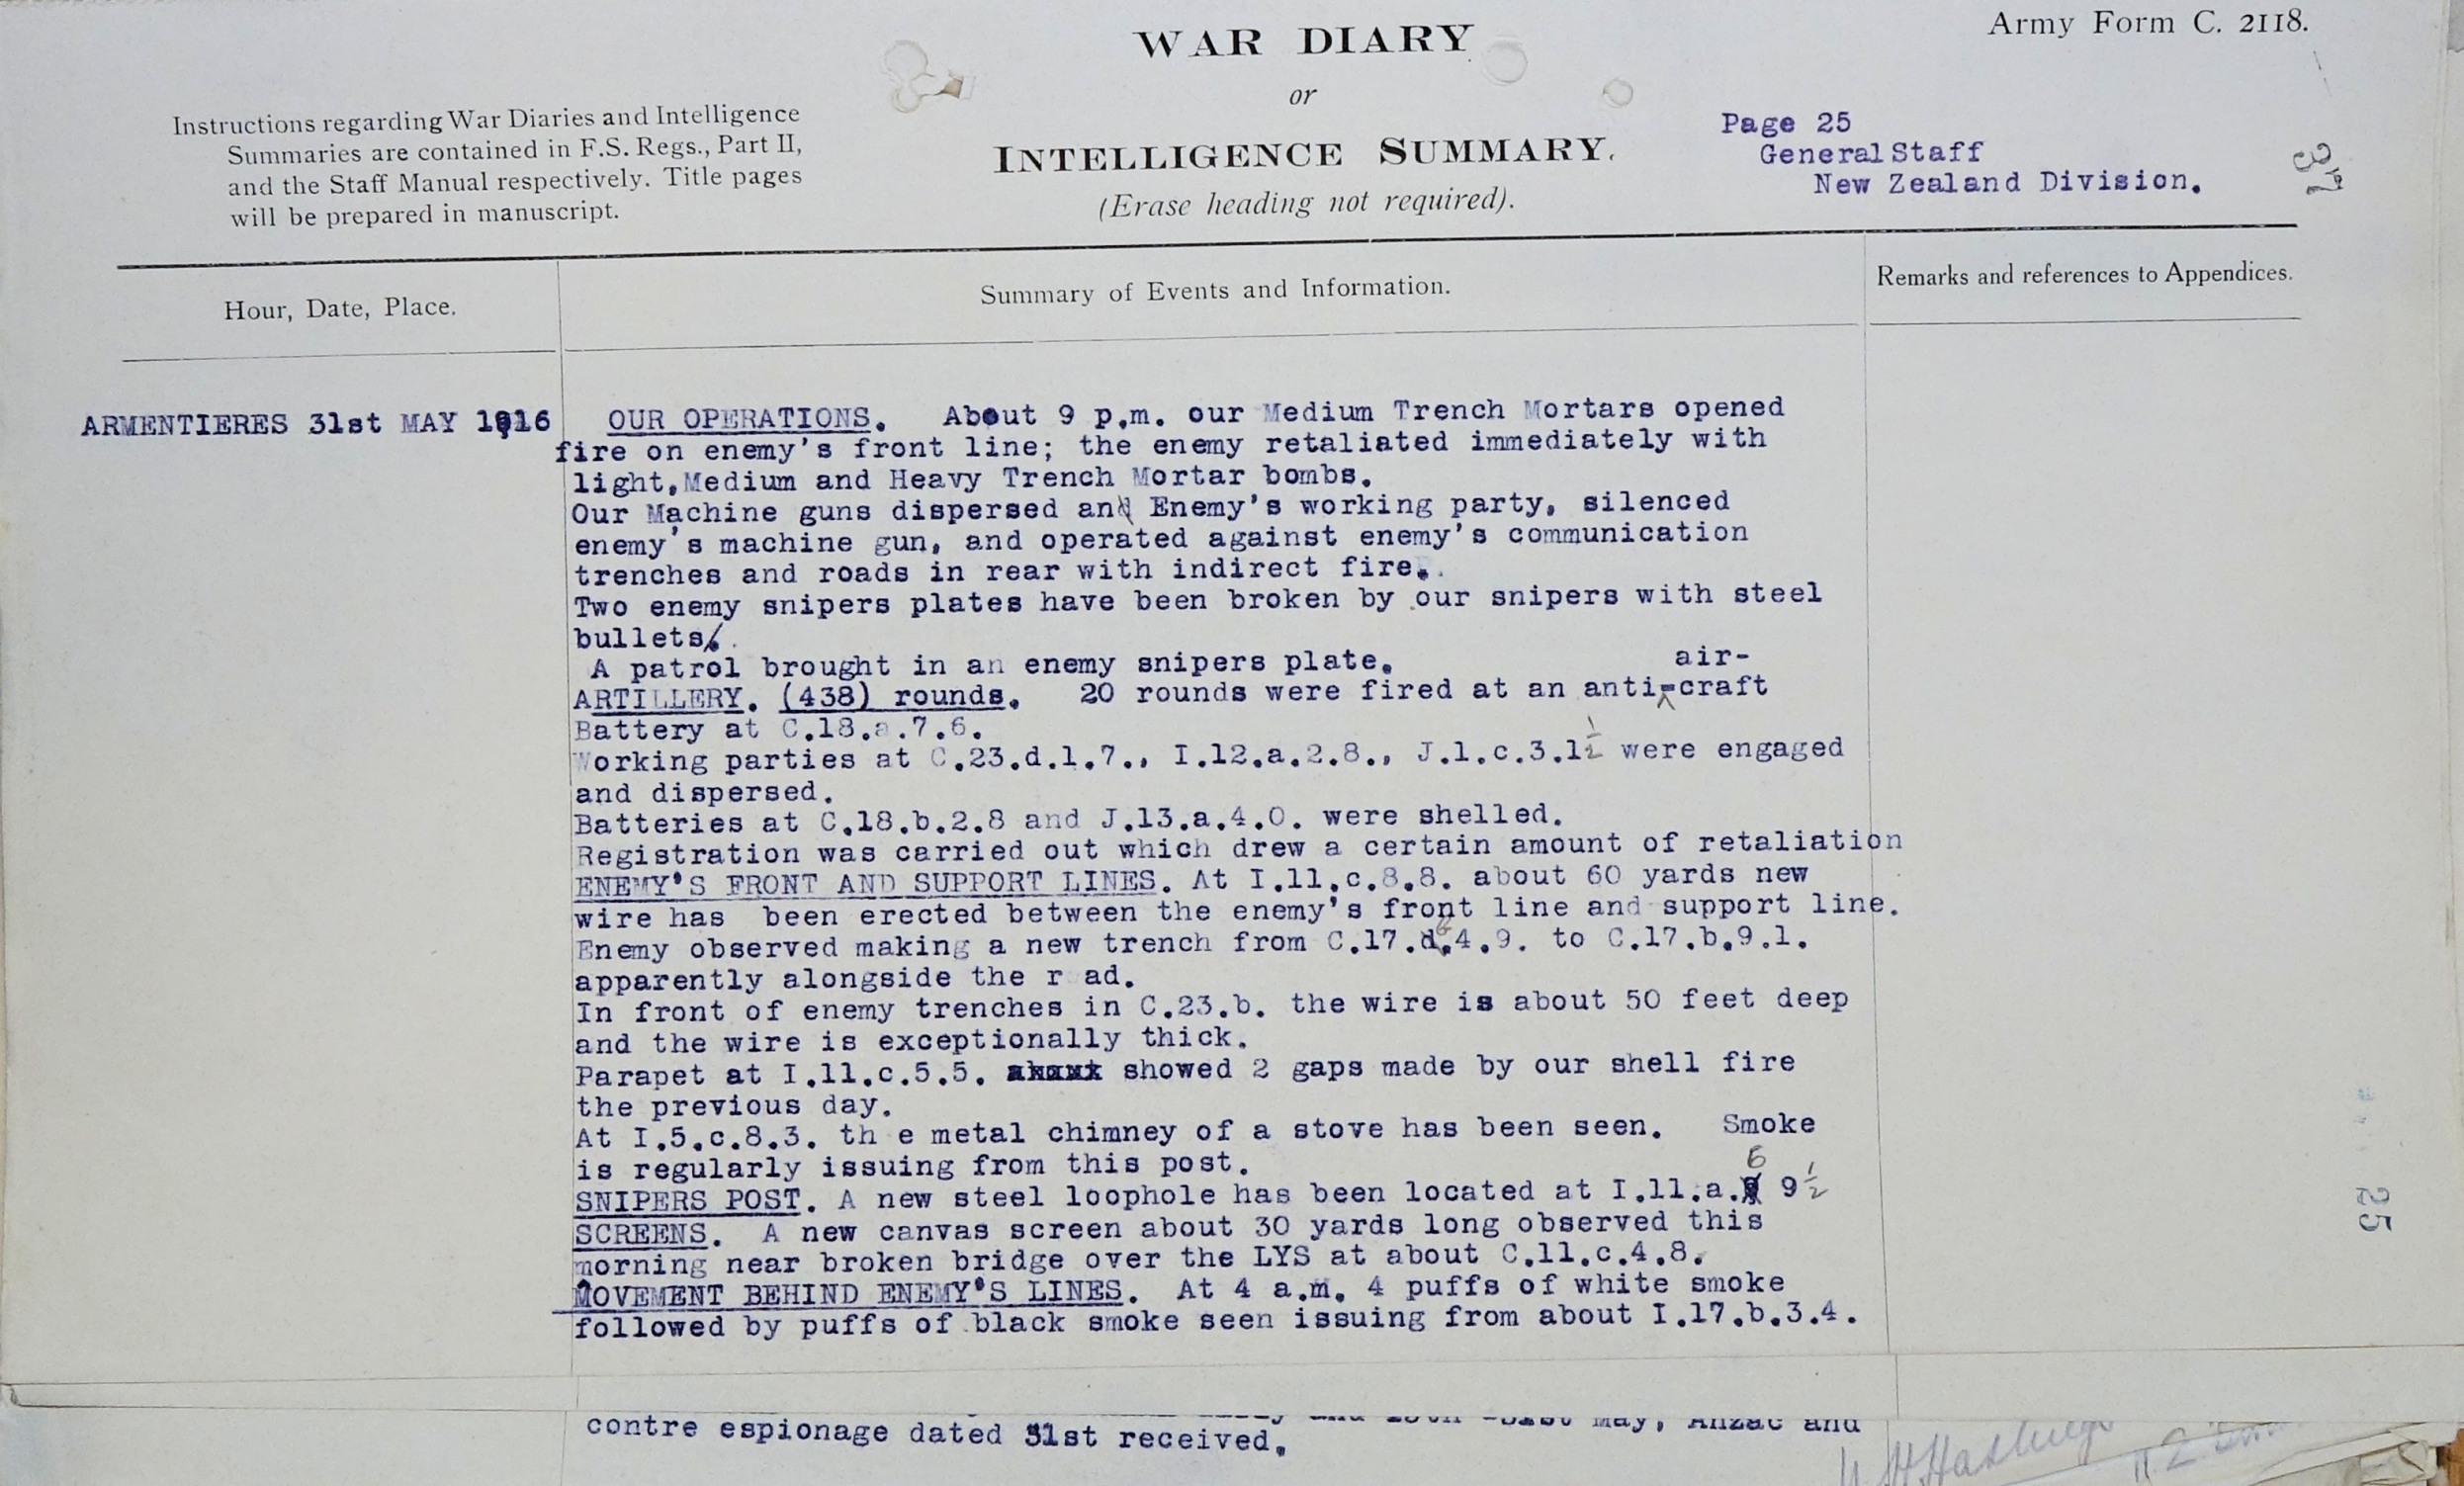 Army Form C. 2118.
WAR DIARY
or
INTELLIGENCE SUMMARY.
(Erase heading not required).
Instructions regarding War Diaries and Intelligence
Summaries are contained in F.S. Regs., Part II,
and the Staff Manual respectively. Title pages
will be prepared in manuscript.
Page 25
General Staff
New Zealand Division.
37
Hour, Date, Place.
Summary of Events and Information.
Remarks and references to Appendices.
ARMENTIERES 31st MAY 1916
OUR OPERATIONS. About 9 p.m. our Medium Trench Mortars opened
fire on enemy's front line; the enemy retaliated immediately with
light, Medium and Heavy Trench Mortar bombs.
Our Machine guns dispersed an Enemy's working party, silenced
enemy's machine gun, and operated against enemy's communication
trenches and roads in rear with indirect fire.
Two enemy snipers plates have been broken by our snipers with steel
bullets.
A patrol brought in an enemy snipers plate.
air-
ARTILLERY. (438) rounds. 20 rounds were fired at an anti-craft
Battery at C.18.a.7.6.
Working parties at C.23.d.1.7., I.12.a.2.8., J.1.c.3.1½ were engaged
and dispersed.
Batteries at C.18.b.2.8 and J.13.a.4.0. were shelled.
Registration was carried out which drew a certain amount of retaliation
ENEMY'S FRONT AND SUPPORT LINES. At I.11.c.8.8. about 60 yards new
wire has been erected between the enemy's front line and support line.
Enemy observed making a new trench from C.17.b.4.9. to C.17.b.9.1.
apparently alongside the r ad.
In front of enemy trenches in C.23.b. the wire is about 50 feet deep
and the wire is exceptionally thick.
Parapet at I.11.c.5.5. showed 2 gaps made by our shell fire
the previous day.
At I.5.c.8.3. th e metal chimney of a stove has been seen. Smoke
is regularly issuing from this post.
SNIPERS POST. A new steel loophole has been located at I.11.a.6 9½
SCREENS. A new canvas screen about 30 yards long observed this
morning near broken bridge over the LYS at about C.11.c.4.8.
MOVEMENT BEHIND ENEMY'S LINES. At 4 a.m. 4 puffs of white smoke
followed by puffs of black smoke seen issuing from about I.17.b.3.4.
25
May, Anzac and
contre espionage dated 31st received.